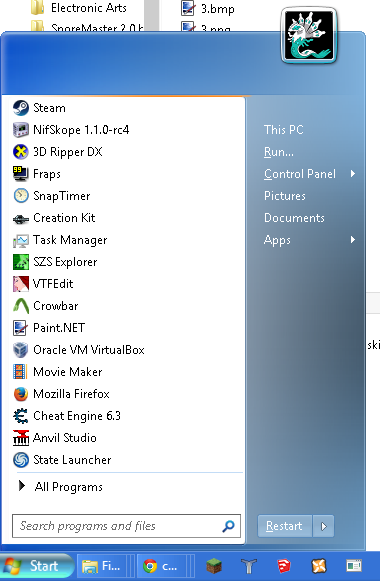 Electronic Arts
3.bmp
SporeMaster 2.0.b
3.png
Steam
NifSkope 1.1.0-rc4
3D Ripper DX
Fraps
SnapTimer
Creation Kit
Task Manager
SZS Explorer
VTFEdit
Crowbar
Paint.NET
Oracle VM VirtualBox
Movie Maker
Mozilla Firefox
Cheat Engine 6.3
Anvil Studio
State Launcher
All Programs
Search programs and files
This PC
Run...
Control Panel
Pictures
Documents
Apps
ski
Restart
Start
Fi...
c...